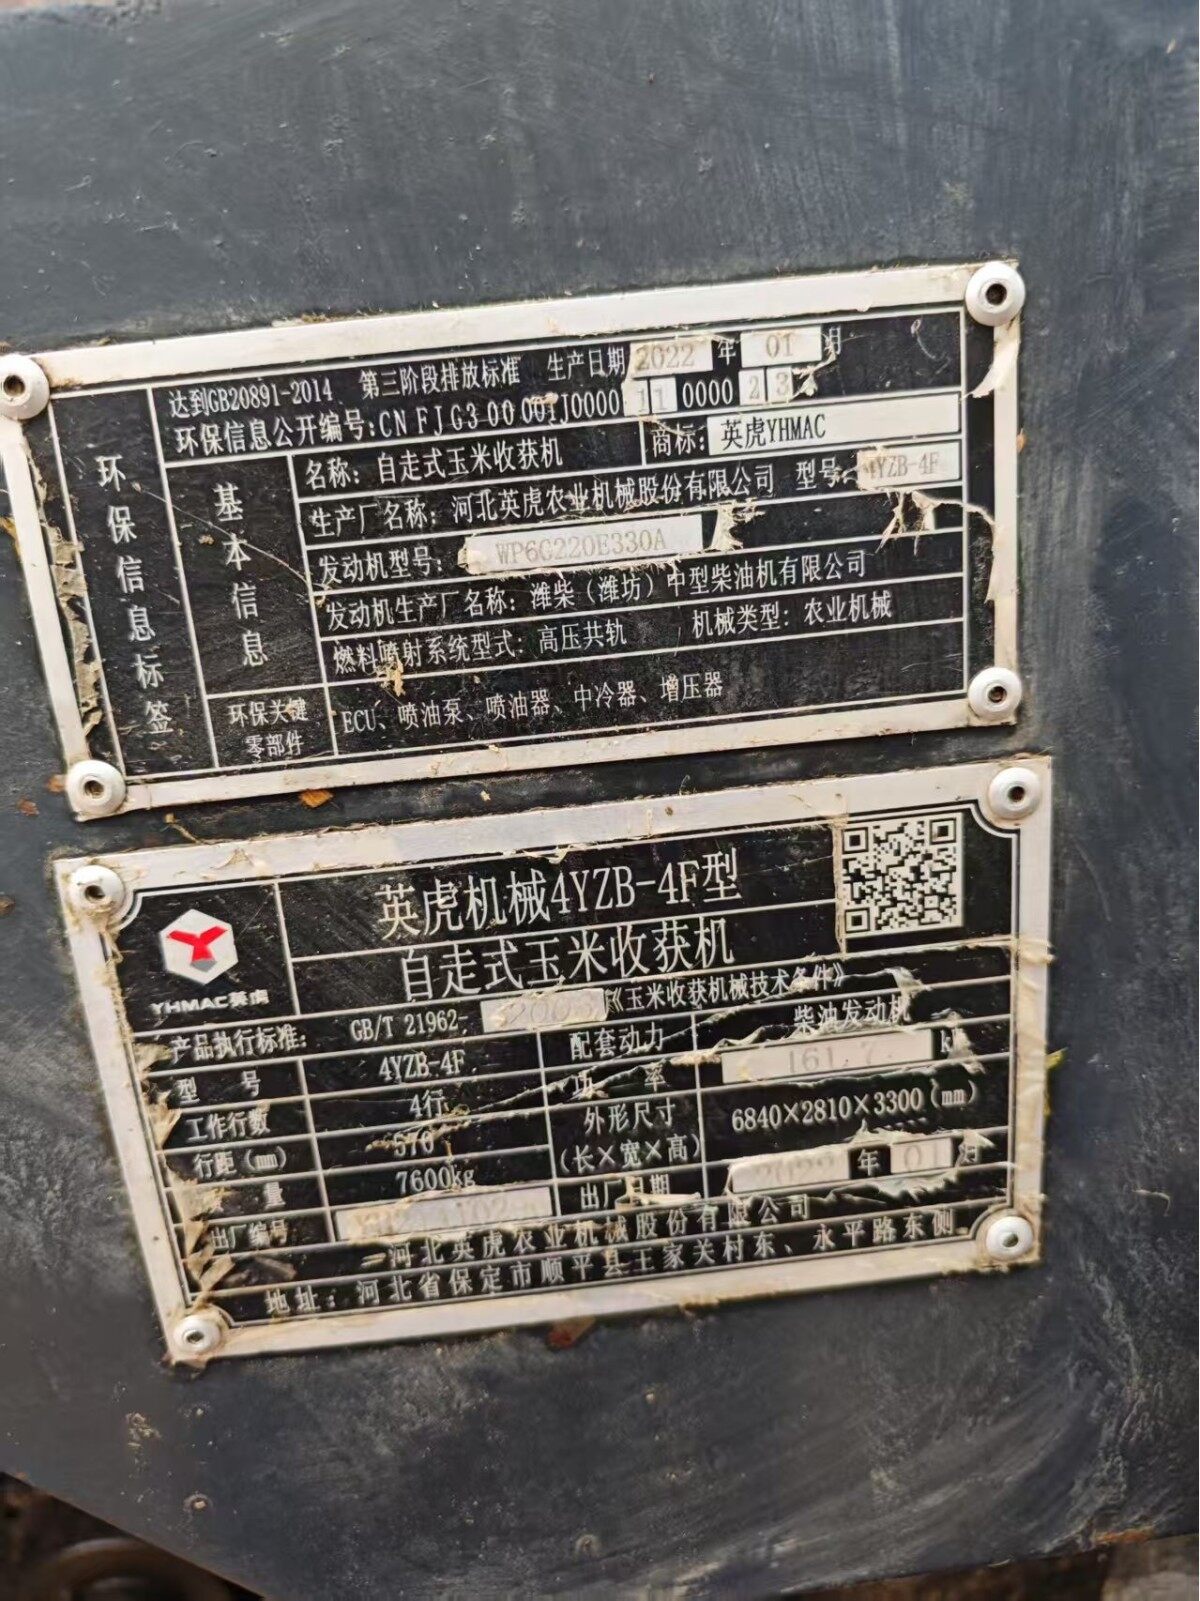 环保信息标签
达到GB20891-2014 第三阶段排放标准 生产日期 2022 年 01 月
环保信息公开编号:CN FJ G3 00 001J0000 11 0000 2 3
基本信息
名称: 自走式玉米收获机 商标: 英虎YHMAC
生产厂名称: 河北英虎农业机械股份有限公司 型号: 4YZB-4F
发动机型号: WP6G220E330A
发动机生产厂名称: 潍柴(潍坊)中型柴油机有限公司
燃料喷射系统型式: 高压共轨 机械类型: 农业机械
环保关键零部件 ECU、喷油泵、喷油器、中冷器、增压器
YHMAC英虎
英虎机械4YZB-4F型
自走式玉米收获机
产品执行标准: GB/T 21962- 《玉米收获机械技术条件》
型 号 4YZB-4F 配套动力 柴油发动机
工作行数 4行 功 率 161.7 kW
行距(mm) 570 外形尺寸(长×宽×高) 6840×2810×3300(mm)
量 7600kg 出厂日期 2022 年 01 月
出厂编号
河北英虎农业机械股份有限公司
地址: 河北省保定市顺平县王家关村东、永平路东侧